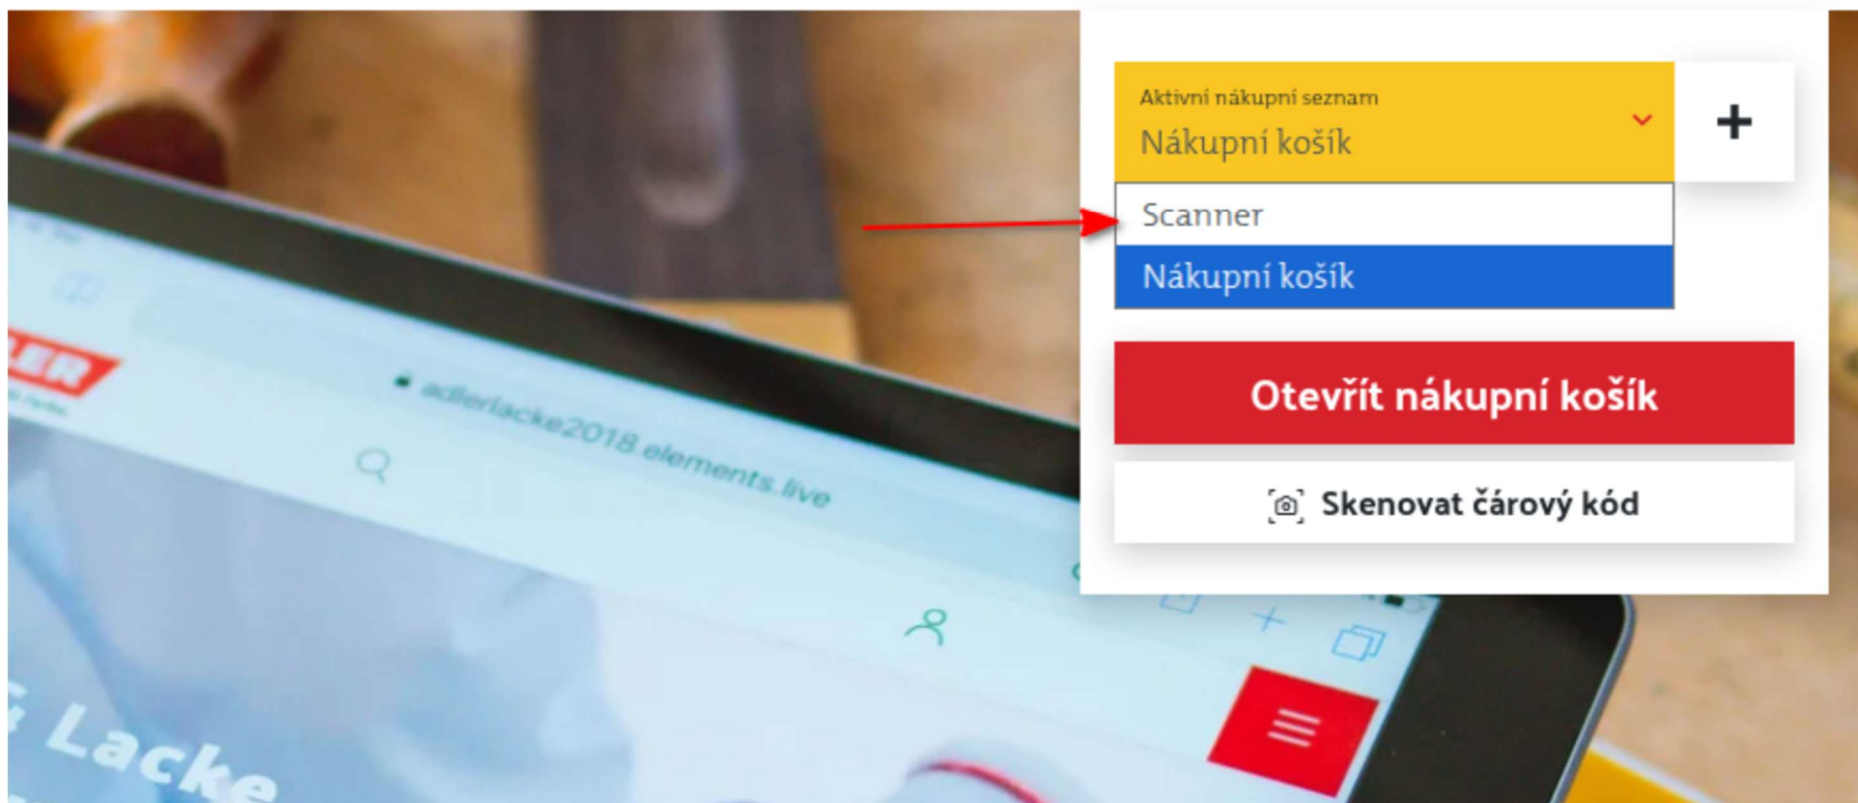 Aktivní nákupní seznam
Nákupní košík
Scanner
Nákupní košík
Otevřít nákupní košík
Skenovat čárový kód
adlerlacke2018.elements.live
Lacke